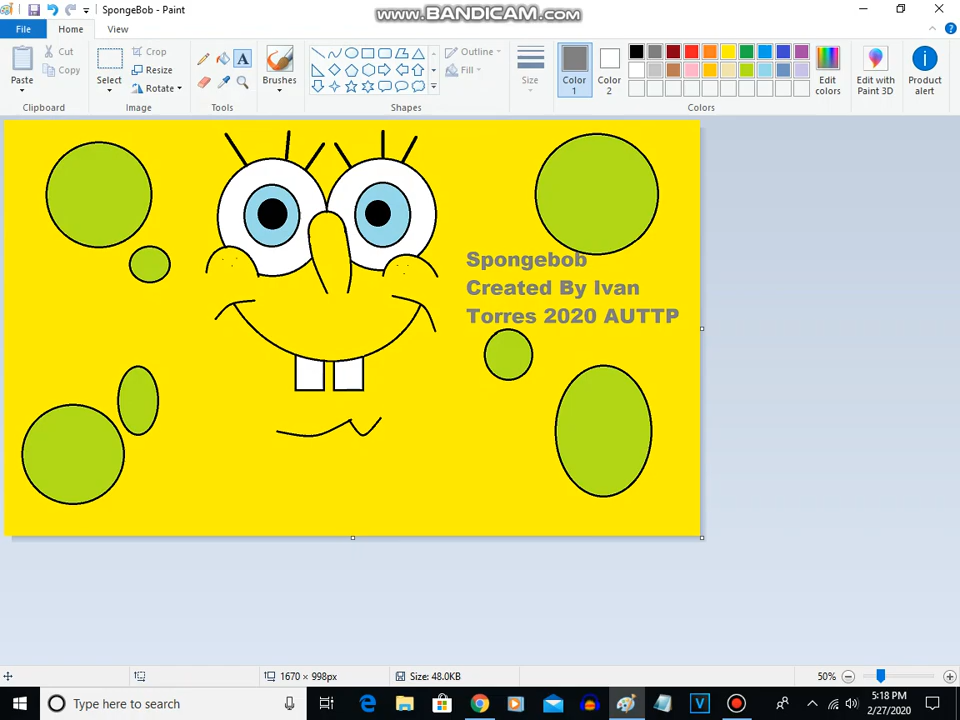 SpongeBob - Paint
www.BANDICAM.com
File
Home
View
Paste
Cut
Copy
Clipboard
Select
Crop
Resize
Rotate
Image
A
Tools
Brushes
Shapes
Outline
Fill
Size
Color 1
Color 2
Edit colors
Colors
Edit with Paint 3D
Product alert
Spongebob
Created By Ivan
Torres 2020 AUTTP
1670 × 998px
Size: 48.0KB
50%
Type here to search
V
5:18 PM
2/27/2020